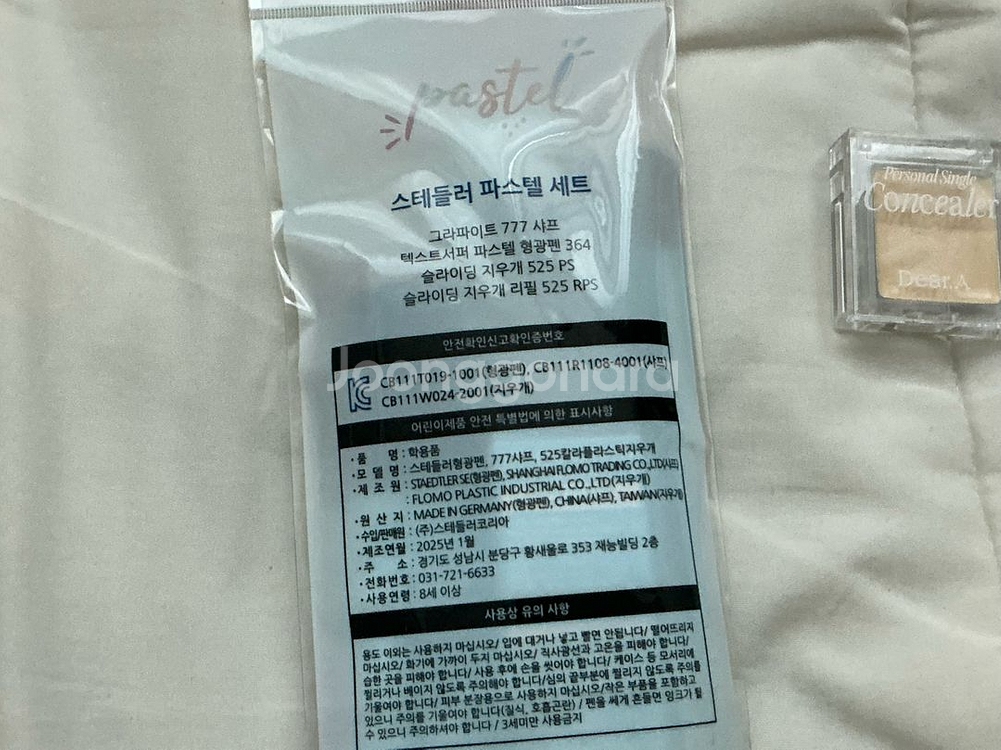 pastel
스테들러 파스텔 세트
그라파이트 777 샤프
텍스트서퍼 파스텔 형광펜 364
슬라이딩 지우개 525 PS
슬라이딩 지우개 리필 525 RPS
안전확인신고확인증번호
CB111T019-1001(형광펜), CB111R1108-4001(샤프)
CB111W024-2001(지우개)
어린이제품 안전 특별법에 의한 표시사항
·품 명 : 학용품
·모 델 명 : 스테들러형광펜, 777샤프, 525칼라플라스틱지우개
·제 조 원 : STAEDTLER SE(형광펜), SHANGHAI FLOMO TRADING CO.,LTD(샤프)
: FLOMO PLASTIC INDUSTRIAL CO.,LTD(지우개)
·원 산 지 : MADE IN GERMANY(형광펜), CHINA(샤프), TAIWAN(지우개)
·수입/판매원 : (주)스테들러코리아
·제조연월 : 2025년 1월
·주 소 : 경기도 성남시 분당구 황새울로 353 재능빌딩 2층
·전화번호 : 031-721-6633
·사용연령 : 8세 이상
사용상 유의 사항
용도 이외는 사용하지 마십시오/ 입에 대거나 넣고 빨면 안됩니다/ 떨어뜨리지
마십시오/ 화기에 가까이 두지 마십시오/ 직사광선과 고온을 피해야 합니다/
습한 곳을 피해야 합니다/ 사용 후에 손을 씻어야 합니다/ 케이스 등 모서리에
찔리거나 베이지 않도록 주의해야 합니다/심의 끝부분에 찔리지 않도록 주의를
기울여야 합니다/ 피부 분장용으로 사용하지 마십시오/작은 부품을 포함하고
있으니 주의를 기울여야 합니다(질식, 호흡곤란) / 펜을 쎄게 흔들면 잉크가 튈
수 있으니 주의하셔야 합니다 / 3세미만 사용금지
Joonggonara
Personal Single
Concealer
Dear.A